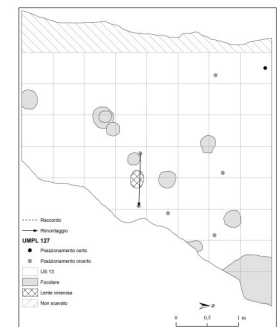 Raccordo
Rimontaggio
UMPL 127
Posizionamento certo
Posizionamento incerto
US 13
Focolare
Lente cinerosa
Non scavato
N
0 0,5 1 m